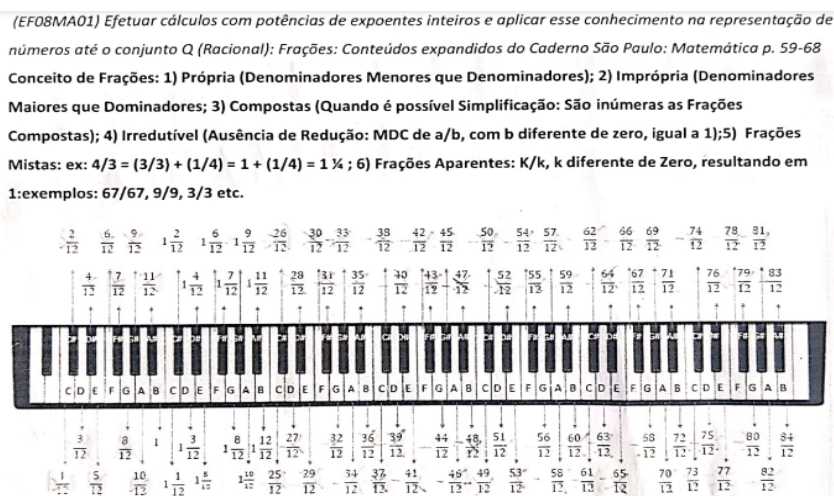 (EF08MA01) Efetuar cálculos com potências de expoentes inteiros e aplicar esse conhecimento na representação de
números até o conjunto Q (Racional): Frações: Conteúdos expandidos do Caderno São Paulo: Matemática p. 59-68
Conceito de Frações: 1) Própria (Denominadores Menores que Denominadores); 2) Imprópria (Denominadores
Maiores que Dominadores; 3) Compostas (Quando é possível Simplificação: São inúmeras as Frações
Compostas); 4) Irredutível (Ausência de Redução: MDC de a/b, com b diferente de zero, igual a 1);5) Frações
Mistas: ex: 4/3 = (3/3) + (1/4) = 1 + (1/4) = 1 ¼ ; 6) Frações Aparentes: K/k, k diferente de Zero, resultando em
1:exemplos: 67/67, 9/9, 3/3 etc.
2/12 6/12 9/12 1 2/12 1 6/12 1 9/12 26/12 30/12 33/12 38/12 42/12 45/12 50/12 54/12 57/12 62/12 66/12 69/12 74/12 78/12 81/12
4/12 7/12 11/12 1 4/12 1 7/12 1 11/12 28/12 31/12 35/12 40/12 43/12 47/12 52/12 55/12 59/12 64/12 67/12 71/12 76/12 79/12 83/12
C# D# F# G# A# C# D# F# G# A# C# D# F# G# A# C# D# F# G# A# C# D# F# G# A# C# D# F# G# A# C# D# F# G# A#
C D E F G A B C D E F G A B C D E F G A B C D E F G A B C D E F G A B C D E F G A B C D E F G A B
3/12 8/12 1 1 3/12 1 8/12 1 12/12 27/12 32/12 36/12 39/12 44/12 48/12 51/12 56/12 60/12 63/12 68/12 72/12 75/12 80/12 84/12
1/12 5/12 10/12 1 1/12 1 5/12 1 10/12 25/12 29/12 34/12 37/12 41/12 46/12 49/12 53/12 58/12 61/12 65/12 70/12 73/12 77/12 82/12